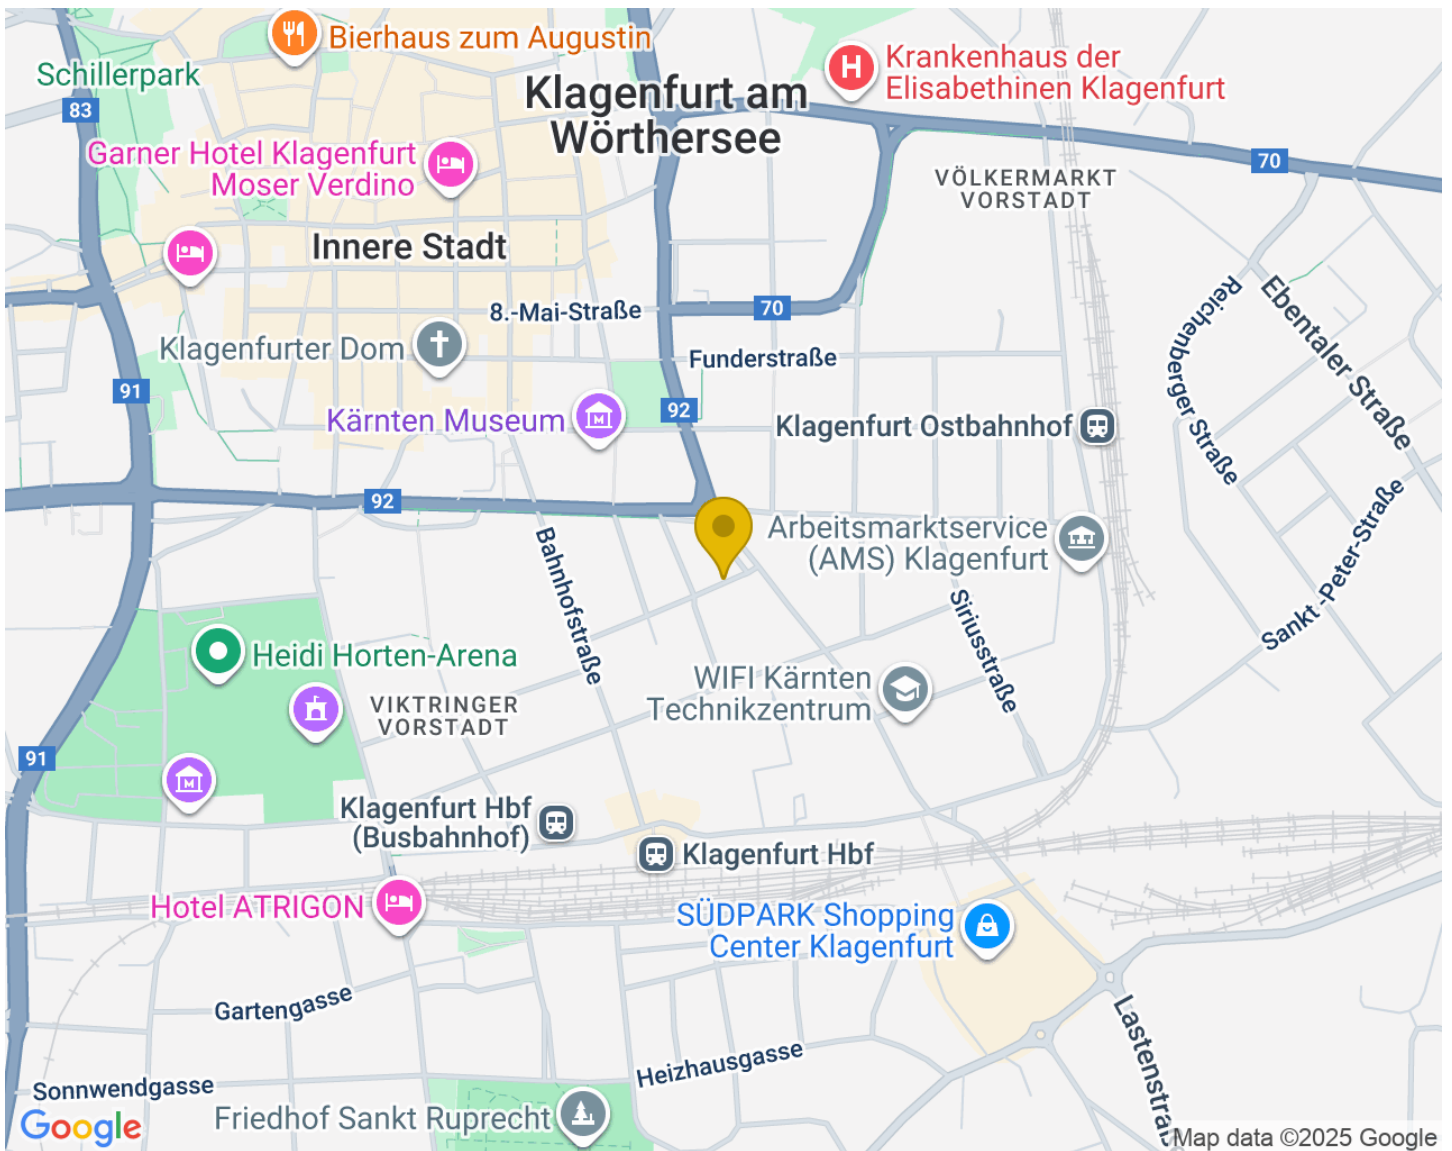 Bierhaus zum Augustin
Schillerpark
83
Klagenfurt am
Wörthersee
H
Krankenhaus der
Elisabethinen Klagenfurt
Garner Hotel Klagenfurt
Moser Verdino
70
VÖLKERMARKT
VORSTADT
Innere Stadt
8.-Mai-Straße
70
Reichenberger Straße
Ebentaler Straße
Klagenfurter Dom
Funderstraße
91
92
Kärnten Museum
M
Klagenfurt Ostbahnhof
92
Sankt-Peter-Straße
Arbeitsmarktservice
(AMS) Klagenfurt
Bahnhofstraße
Siriusstraße
Heidi Horten-Arena
WIFI Kärnten
Technikzentrum
VIKTRINGER
VORSTADT
91
M
Klagenfurt Hbf
(Busbahnhof)
Klagenfurt Hbf
Hotel ATRIGON
SÜDPARK Shopping
Center Klagenfurt
Gartengasse
Lastenstraß
Heizhausgasse
Sonnwendgasse
Friedhof Sankt Ruprecht
Google
Map data ©2025 Google